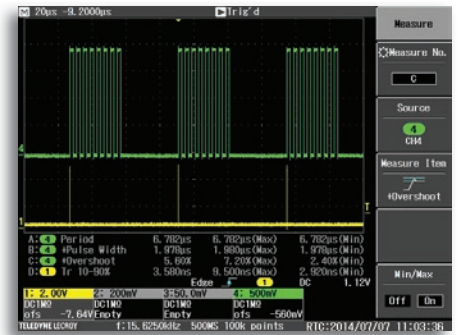 M 20µs -9.2000µs Trig'd
Measure
Measure No.
C
Source
4
CH4
Measure Item
+Overshoot
4
1
T
A: 4 Period 6.782µs 6.782µs(Max) 6.782µs(Min)
B: 4 +Pulse Width 1.978µs 1.980µs(Max) 1.978µs(Min)
C: 4 +Overshoot 5.60% 7.20%(Max) 2.40%(Min)
D: 1 Tr 10-90% 3.580ns 9.500ns(Max) 2.920ns(Min)
Edge 1 DC 1.12V
1: 2.00V 2: 200mV 3:50.0mV 4: 500mV
DC1MΩ DC1MΩ DC1MΩ DC1MΩ
ofs -7.64V Empty Empty ofs -560mV
Min/Max
Off On
TELEDYNE LECROY f:15.6250kHz 500MS 100k points RTC:2014/07/07 11:03:36